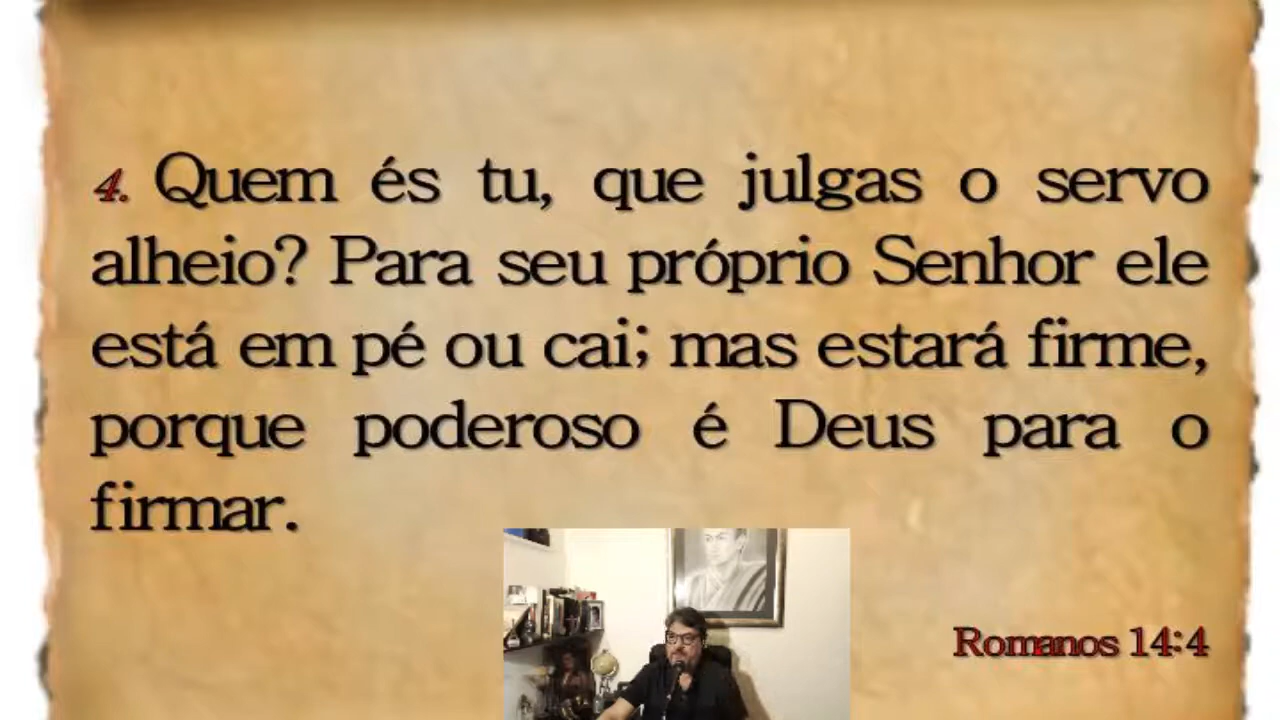 4. Quem és tu, que julgas o servo
alheio? Para seu próprio Senhor ele
está em pé ou cai; mas estará firme,
porque poderoso é Deus para o
firmar.
Romanos 14:4